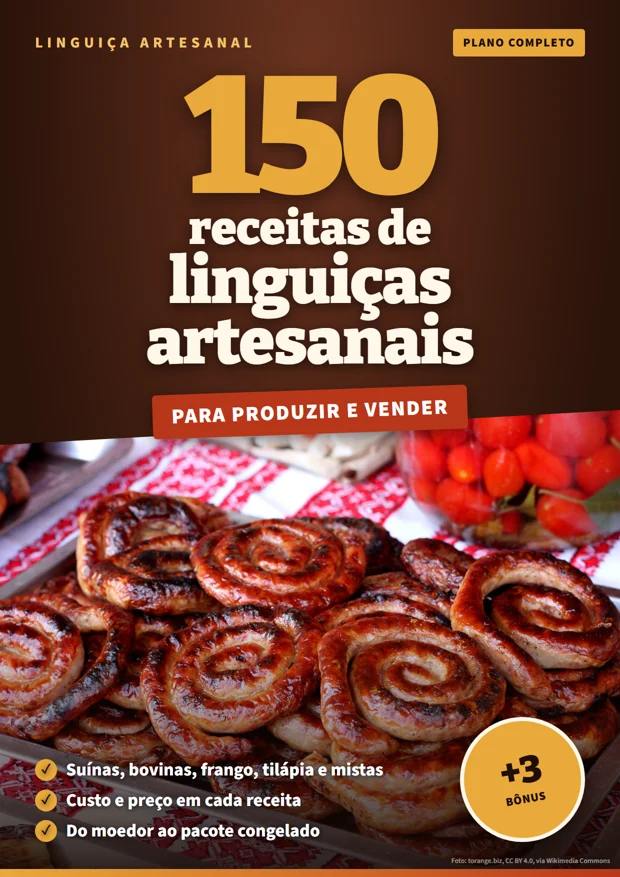 LINGUIÇA ARTESANAL
PLANO COMPLETO
150
receitas de
linguiças
artesanais
PARA PRODUZIR E VENDER
Suínas, bovinas, frango, tilápia e mistas
Custo e preço em cada receita
Do moedor ao pacote congelado
+3
BÔNUS
Foto: torange.biz, CC BY 4.0, via Wikimedia Commons